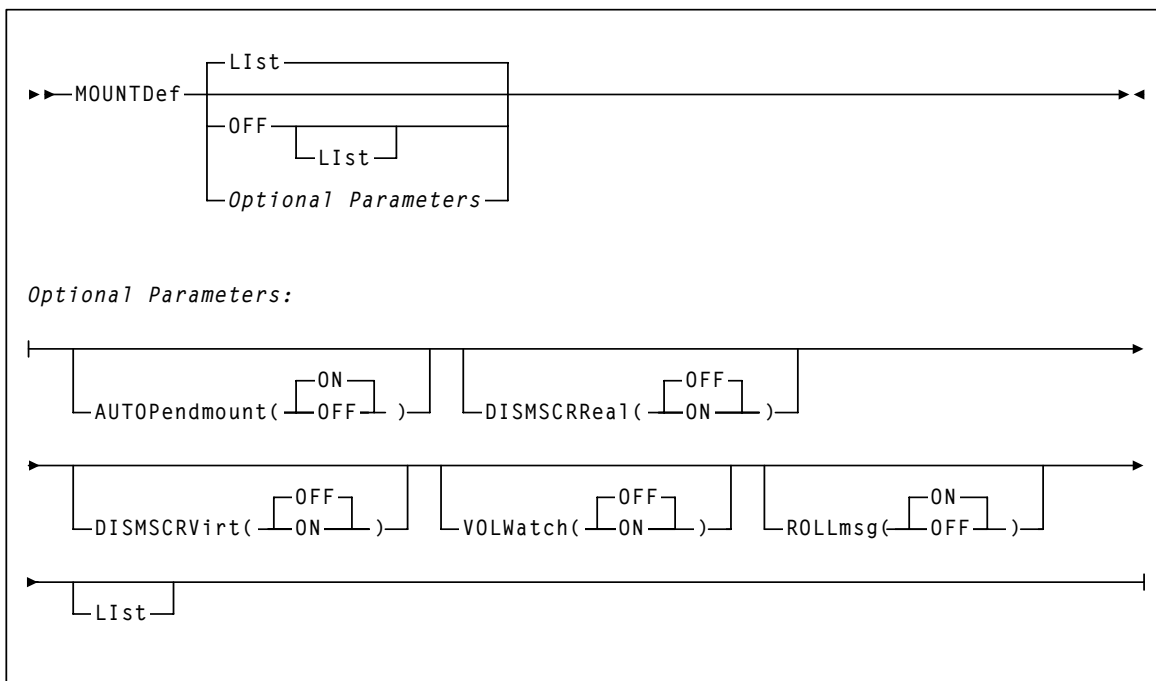 LIst
MOUNTDef
OFF
LIst
Optional Parameters
Optional Parameters:
ON OFF
AUTOPendmount( OFF ) DISMSCRReal( ON )
OFF OFF ON
DISMSCRVirt( ON ) VOLWatch( ON ) ROLLmsg( OFF )
LIst